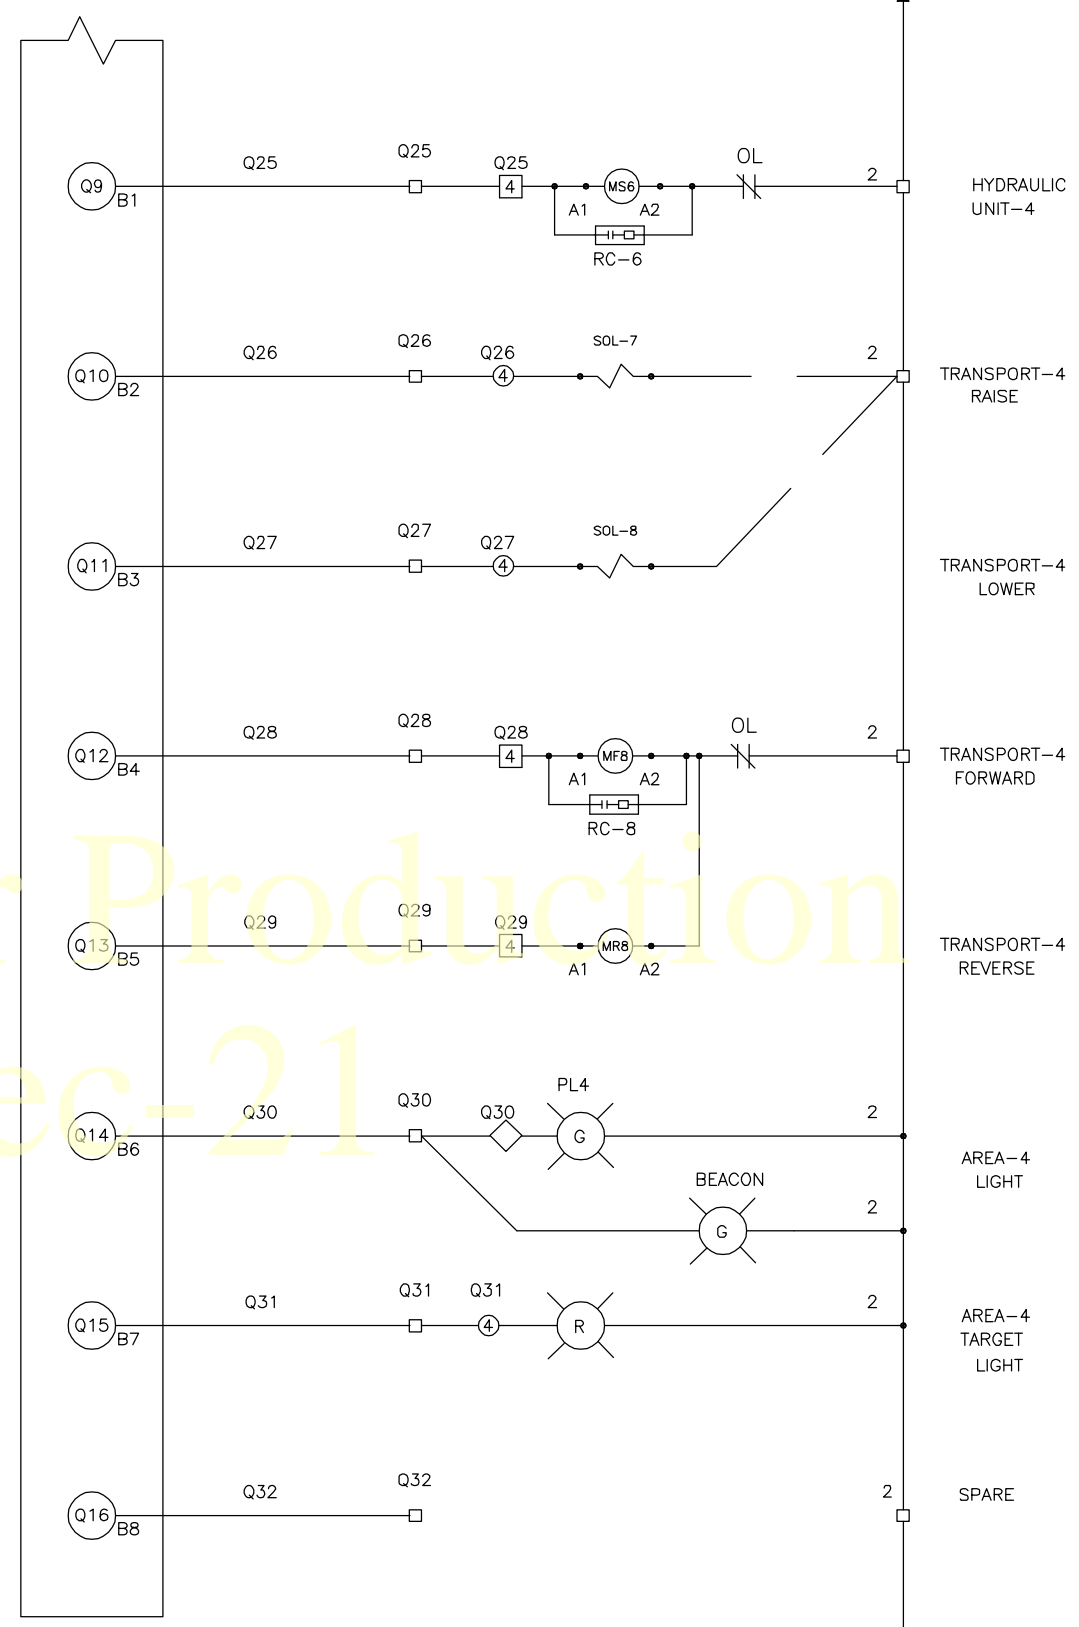 Q25
Q25
Q25
OL
2
Q9
B1
4
MS6
A1
A2
RC-6
HYDRAULIC
UNIT-4
Q26
Q26
Q26
SOL-7
2
Q10
B2
4
TRANSPORT-4
RAISE
Q27
Q27
Q27
SOL-8
Q11
B3
4
TRANSPORT-4
LOWER
Q28
Q28
Q28
OL
2
Q12
B4
4
MF8
A1
A2
RC-8
TRANSPORT-4
FORWARD
r Production
Q29
Q29
Q29
Q13
B5
4
MR8
A1
A2
TRANSPORT-4
REVERSE
ec-21
Q30
Q30
Q30
PL4
2
Q14
B6
G
AREA-4
LIGHT
BEACON
G
2
Q31
Q31
Q31
2
Q15
B7
4
R
AREA-4
TARGET
LIGHT
Q32
Q32
2
Q16
B8
SPARE